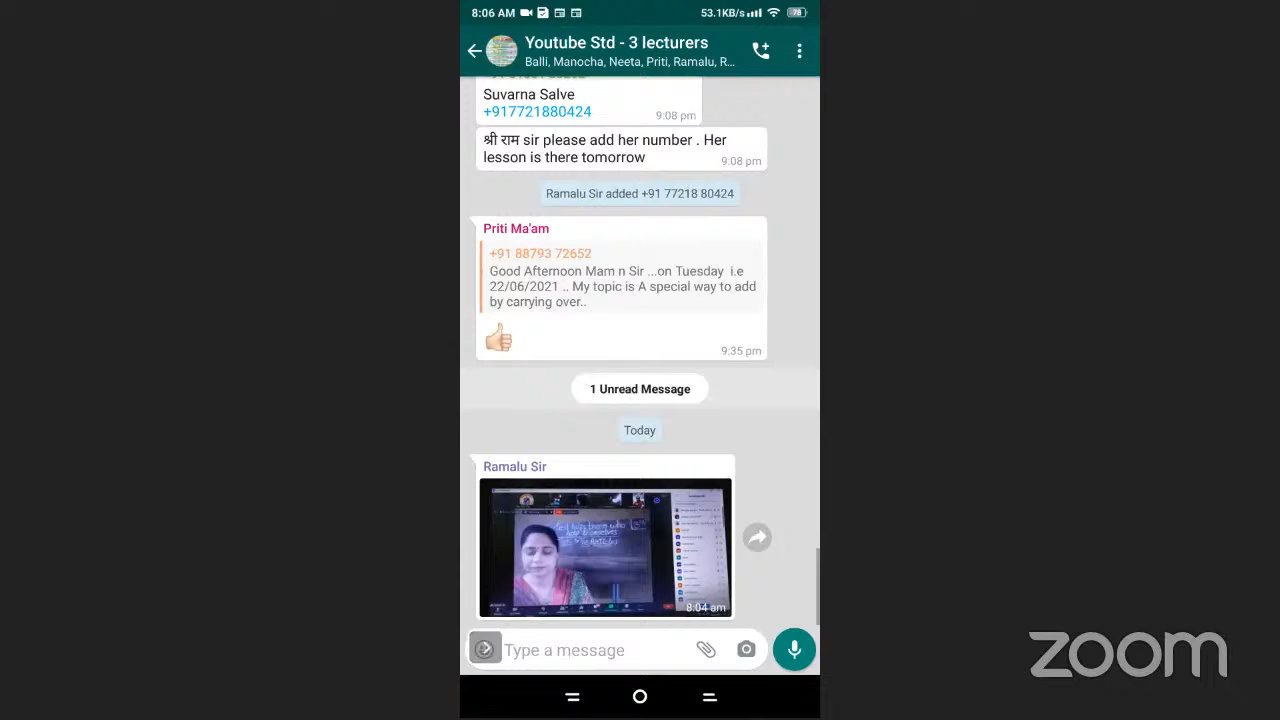 8:06 AM
53.1KB/s
78
Youtube Std - 3 lecturers
Balli, Manocha, Neeta, Priti, Ramalu, R...
Suvarna Salve
+917721880424
9:08 pm
श्री राम sir please add her number . Her
lesson is there tomorrow
9:08 pm
Ramalu Sir added +91 77218 80424
Priti Ma'am
+91 88793 72652
Good Afternoon Mam n Sir ...on Tuesday i.e
22/06/2021 .. My topic is A special way to add
by carrying over..
9:35 pm
1 Unread Message
Today
Ramalu Sir
8:04 am
Type a message
zoom